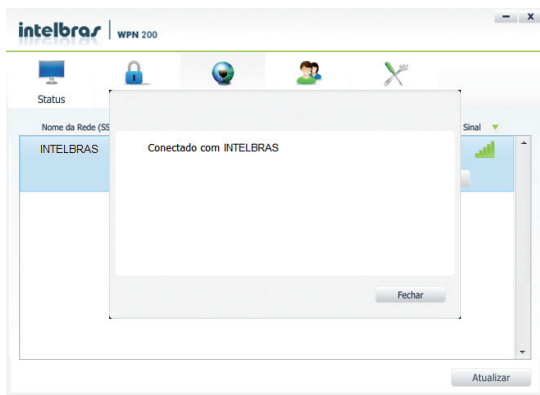 intelbras WPN 200
– x
Status
Nome da Rede (SS
Sinal
INTELBRAS
Conectado com INTELBRAS
Fechar
Atualizar